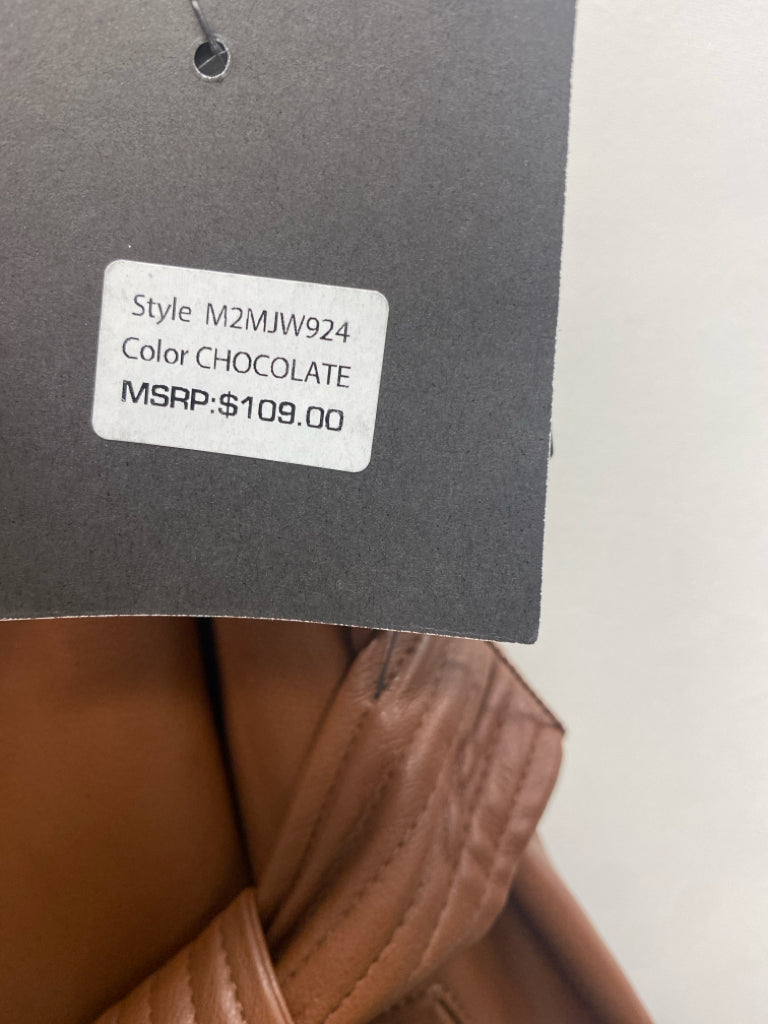 Style M2MJW924
Color CHOCOLATE
MSRP:$109.00